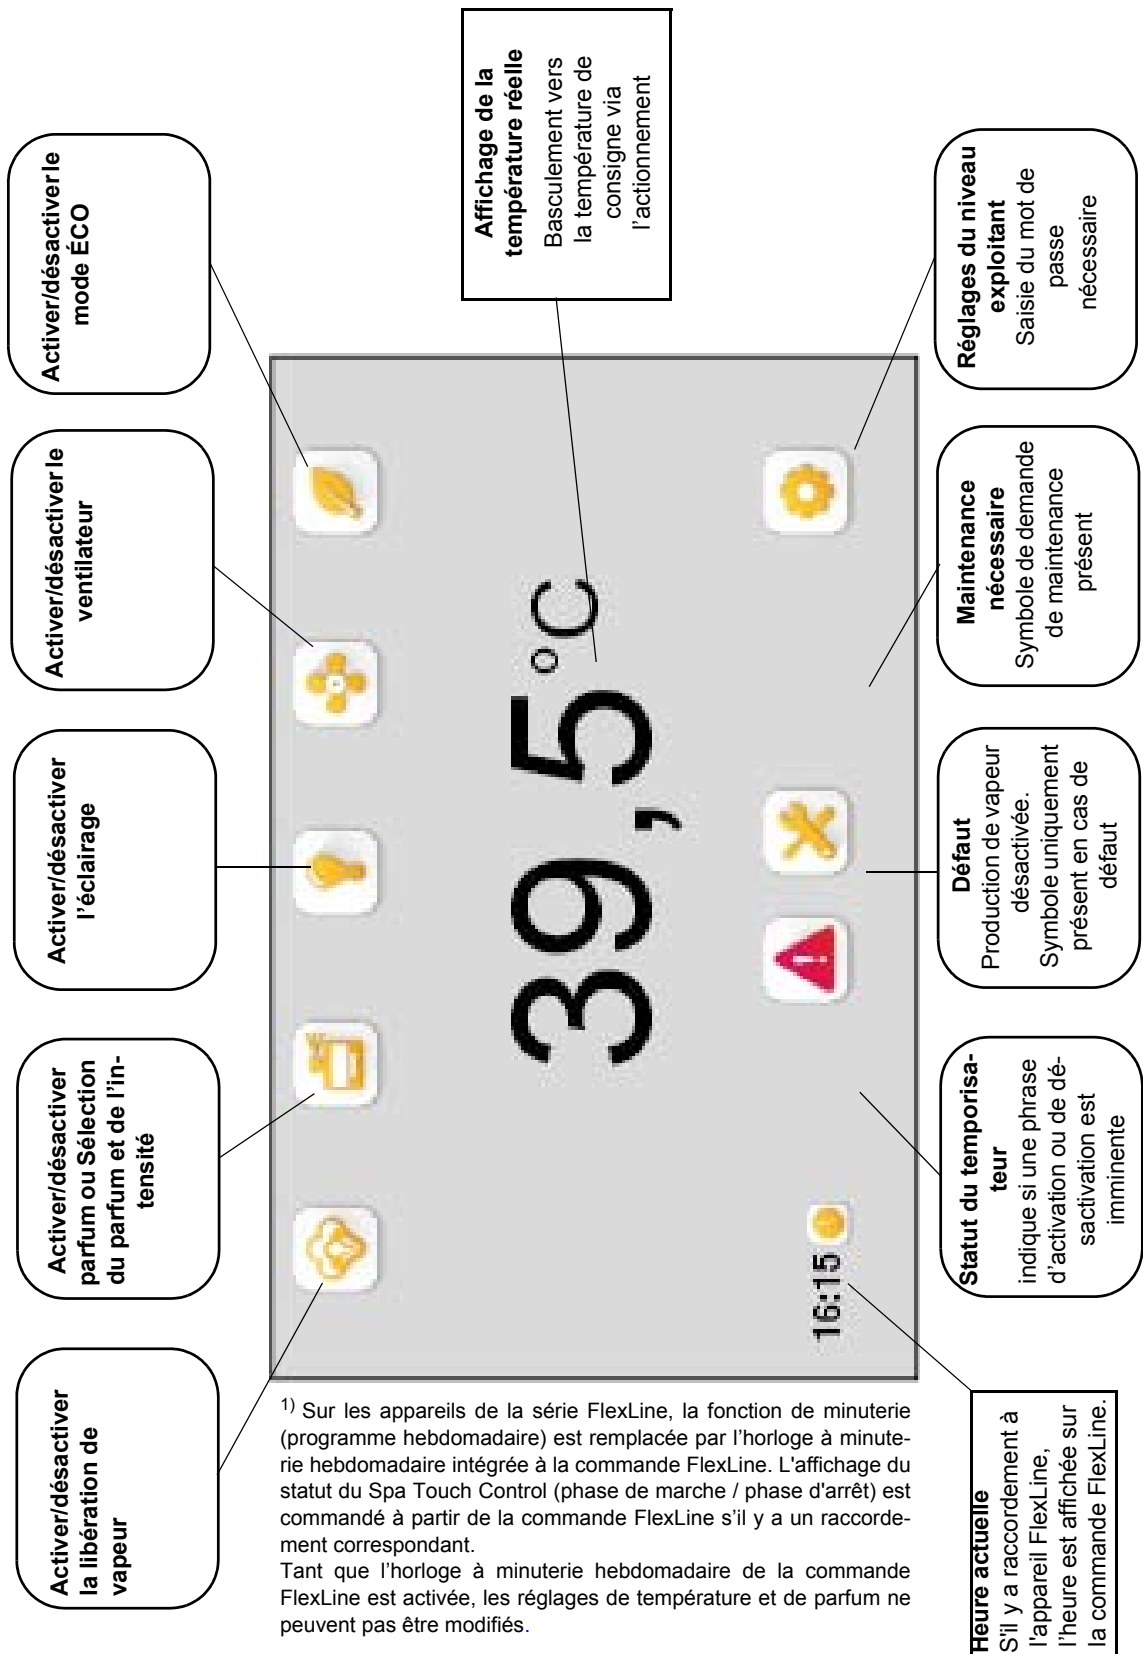 Activer/désactiver
la libération de
vapeur
Activer/désactiver
parfum ou Sélection
du parfum et de l'in-
tensité
Activer/désactiver
l'éclairage
Activer/désactiver le
ventilateur
Activer/désactiver le
mode ÉCO
Affichage de la
température réelle
Basculement vers
la température de
consigne via
l'actionnement
39,5°C
16:15
Heure actuelle
S'il y a raccordement à
l'appareil FlexLine,
l'heure est affichée sur
la commande FlexLine.
Statut du temporisa-
teur
indique si une phrase
d'activation ou de dé-
sactivation est
imminente
Défaut
Production de vapeur
désactivée.
Symbole uniquement
présent en cas de
défaut
Maintenance
nécessaire
Symbole de demande
de maintenance
présent
Réglages du niveau
exploitant
Saisie du mot de
passe
nécessaire
1) Sur les appareils de la série FlexLine, la fonction de minuterie
(programme hebdomadaire) est remplacée par l'horloge à minute-
rie hebdomadaire intégrée à la commande FlexLine. L'affichage du
statut du Spa Touch Control (phase de marche / phase d'arrêt) est
commandé à partir de la commande FlexLine s'il y a un raccorde-
ment correspondant.
Tant que l'horloge à minuterie hebdomadaire de la commande
FlexLine est activée, les réglages de température et de parfum ne
peuvent pas être modifiés.